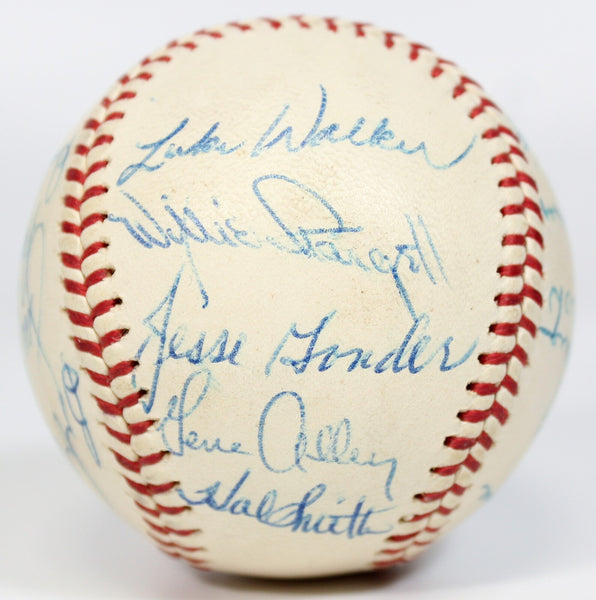 Luke Walker
Willie Stargell
Jesse Gonder
Gene Alley
Hal Smith